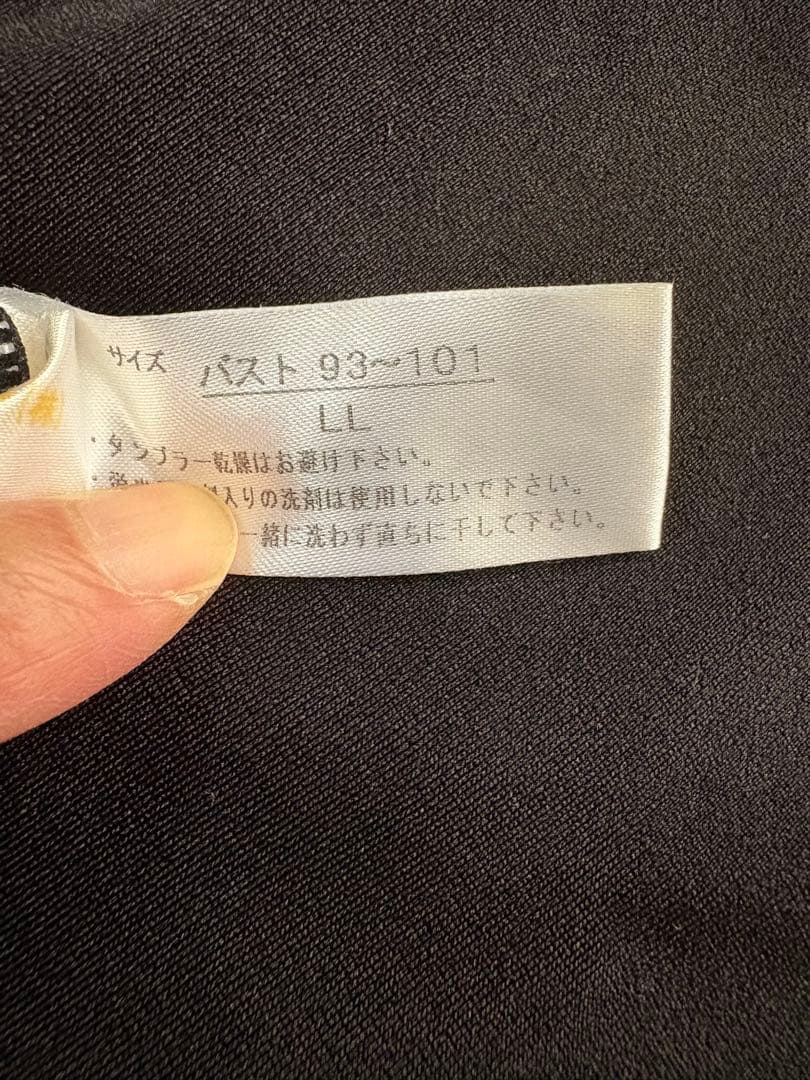 サイズ バスト 93〜101
LL
・タンブラー乾燥はお避け下さい。
入りの洗剤は使用しないで下さい。
一緒に洗わず直ちに干して下さい。